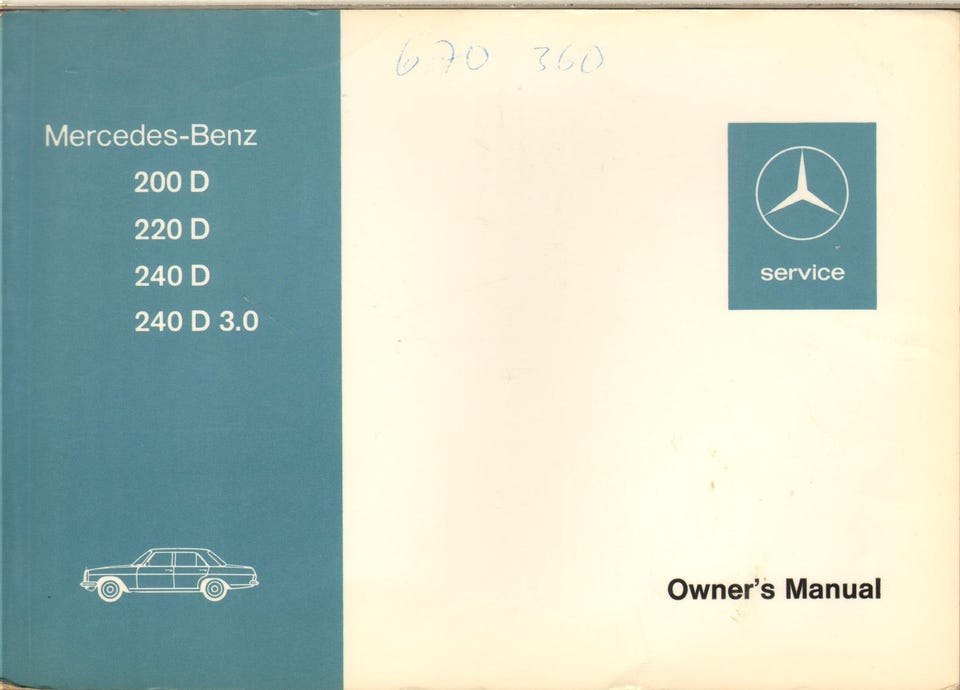 670 360
Mercedes-Benz
200 D
220 D
240 D
240 D 3.0
service
Owner's Manual